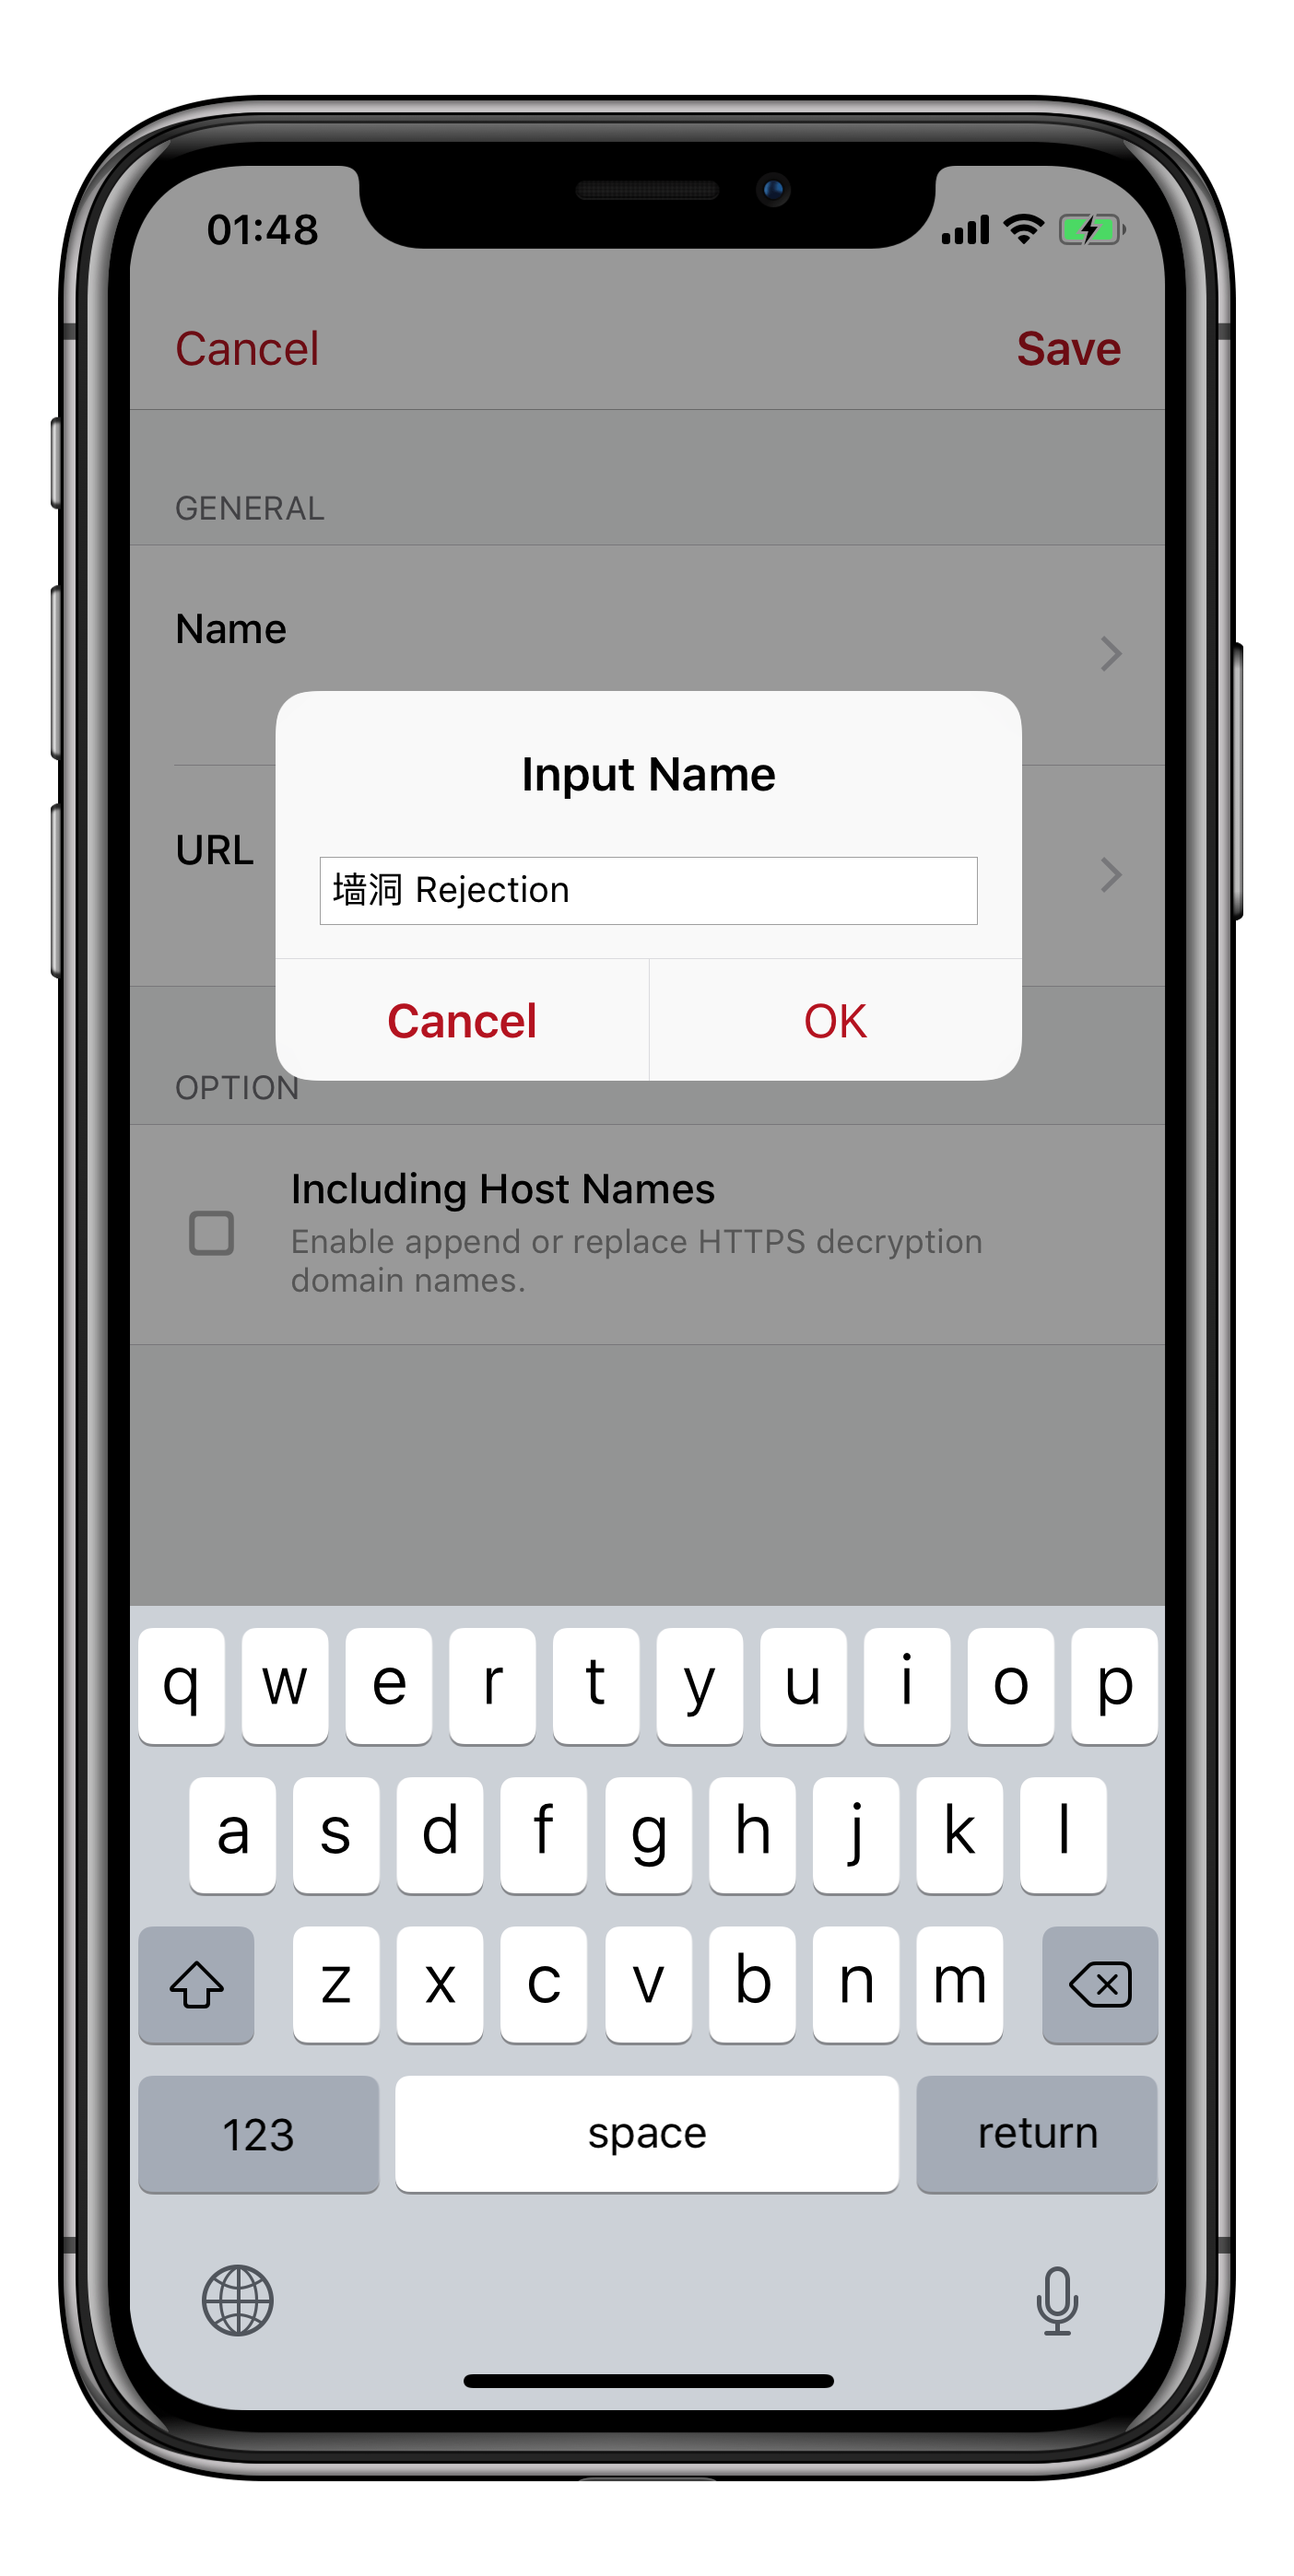 01:48
Cancel Save
GENERAL
Name
Input Name
URL
墙洞 Rejection
Cancel OK
OPTION
Including Host Names
Enable append or replace HTTPS decryption
domain names.
q w e r t y u i o p
a s d f g h j k l
z x c v b n m
123 space return